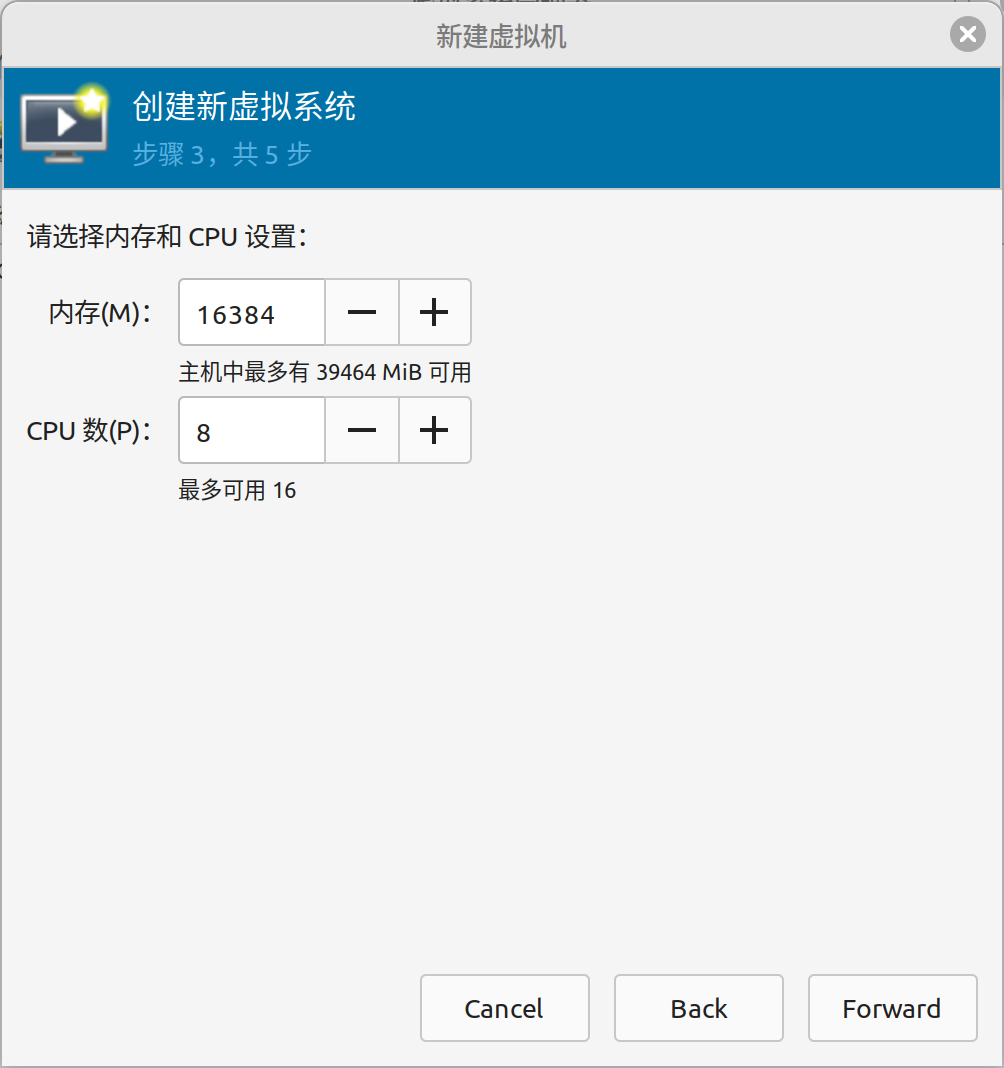 新建虚拟机
创建新虚拟系统
步骤 3，共 5 步
请选择内存和 CPU 设置：
内存(M)： 16384
主机中最多有 39464 MiB 可用
CPU 数(P)： 8
最多可用 16
Cancel Back Forward